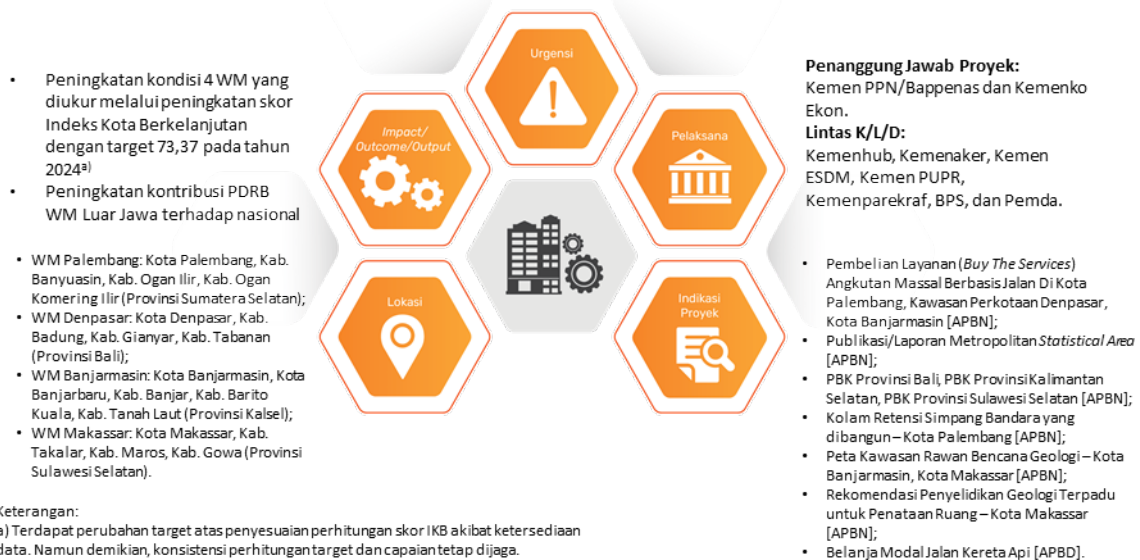 Urgensi
Impact/
Outcome/Output
Pelaksana
Lokasi
Indikasi
Proyek
• Peningkatan kondisi 4 WM yang
diukur melalui peningkatan skor
Indeks Kota Berkelanjutan
dengan target 73,37 pada tahun
2024a)
• Peningkatan kontribusi PDRB
WM Luar Jawa terhadap nasional
• WM Palembang: Kota Palembang, Kab.
Banyuasin, Kab. Ogan Ilir, Kab. Ogan
Komering Ilir (Provinsi Sumatera Selatan);
• WM Denpasar: Kota Denpasar, Kab.
Badung, Kab. Gianyar, Kab. Tabanan
(Provinsi Bali);
• WM Banjarmasin: Kota Banjarmasin, Kota
Banjarbaru, Kab. Banjar, Kab. Barito
Kuala, Kab. Tanah Laut (Provinsi Kalsel);
• WM Makassar: Kota Makassar, Kab.
Takalar, Kab. Maros, Kab. Gowa (Provinsi
Sulawesi Selatan).
Penanggung Jawab Proyek:
Kemen PPN/Bappenas dan Kemenko
Ekon.
Lintas K/L/D:
Kemenhub, Kemenaker, Kemen
ESDM, Kemen PUPR,
Kemenparekraf, BPS, dan Pemda.
• Pembelian Layanan (Buy The Services)
Angkutan Massal Berbasis Jalan Di Kota
Palembang, Kawasan Perkotaan Denpasar,
Kota Banjarmasin [APBN];
• Publikasi/Laporan Metropolitan Statistical Area
[APBN];
• PBK Provinsi Bali, PBK Provinsi Kalimantan
Selatan, PBK Provinsi Sulawesi Selatan [APBN];
• Kolam Retensi Simpang Bandara yang
dibangun – Kota Palembang [APBN];
• Peta Kawasan Rawan Bencana Geologi – Kota
Banjarmasin, Kota Makassar [APBN];
• Rekomendasi Penyelidikan Geologi Terpadu
untuk Penataan Ruang – Kota Makassar
[APBN];
• Belanja Modal Jalan Kereta Api [APBD].
Keterangan:
a) Terdapat perubahan target atas penyesuaian perhitungan skor IKB akibat ketersediaan
data. Namun demikian, konsistensi perhitungan target dan capaian tetap dijaga.